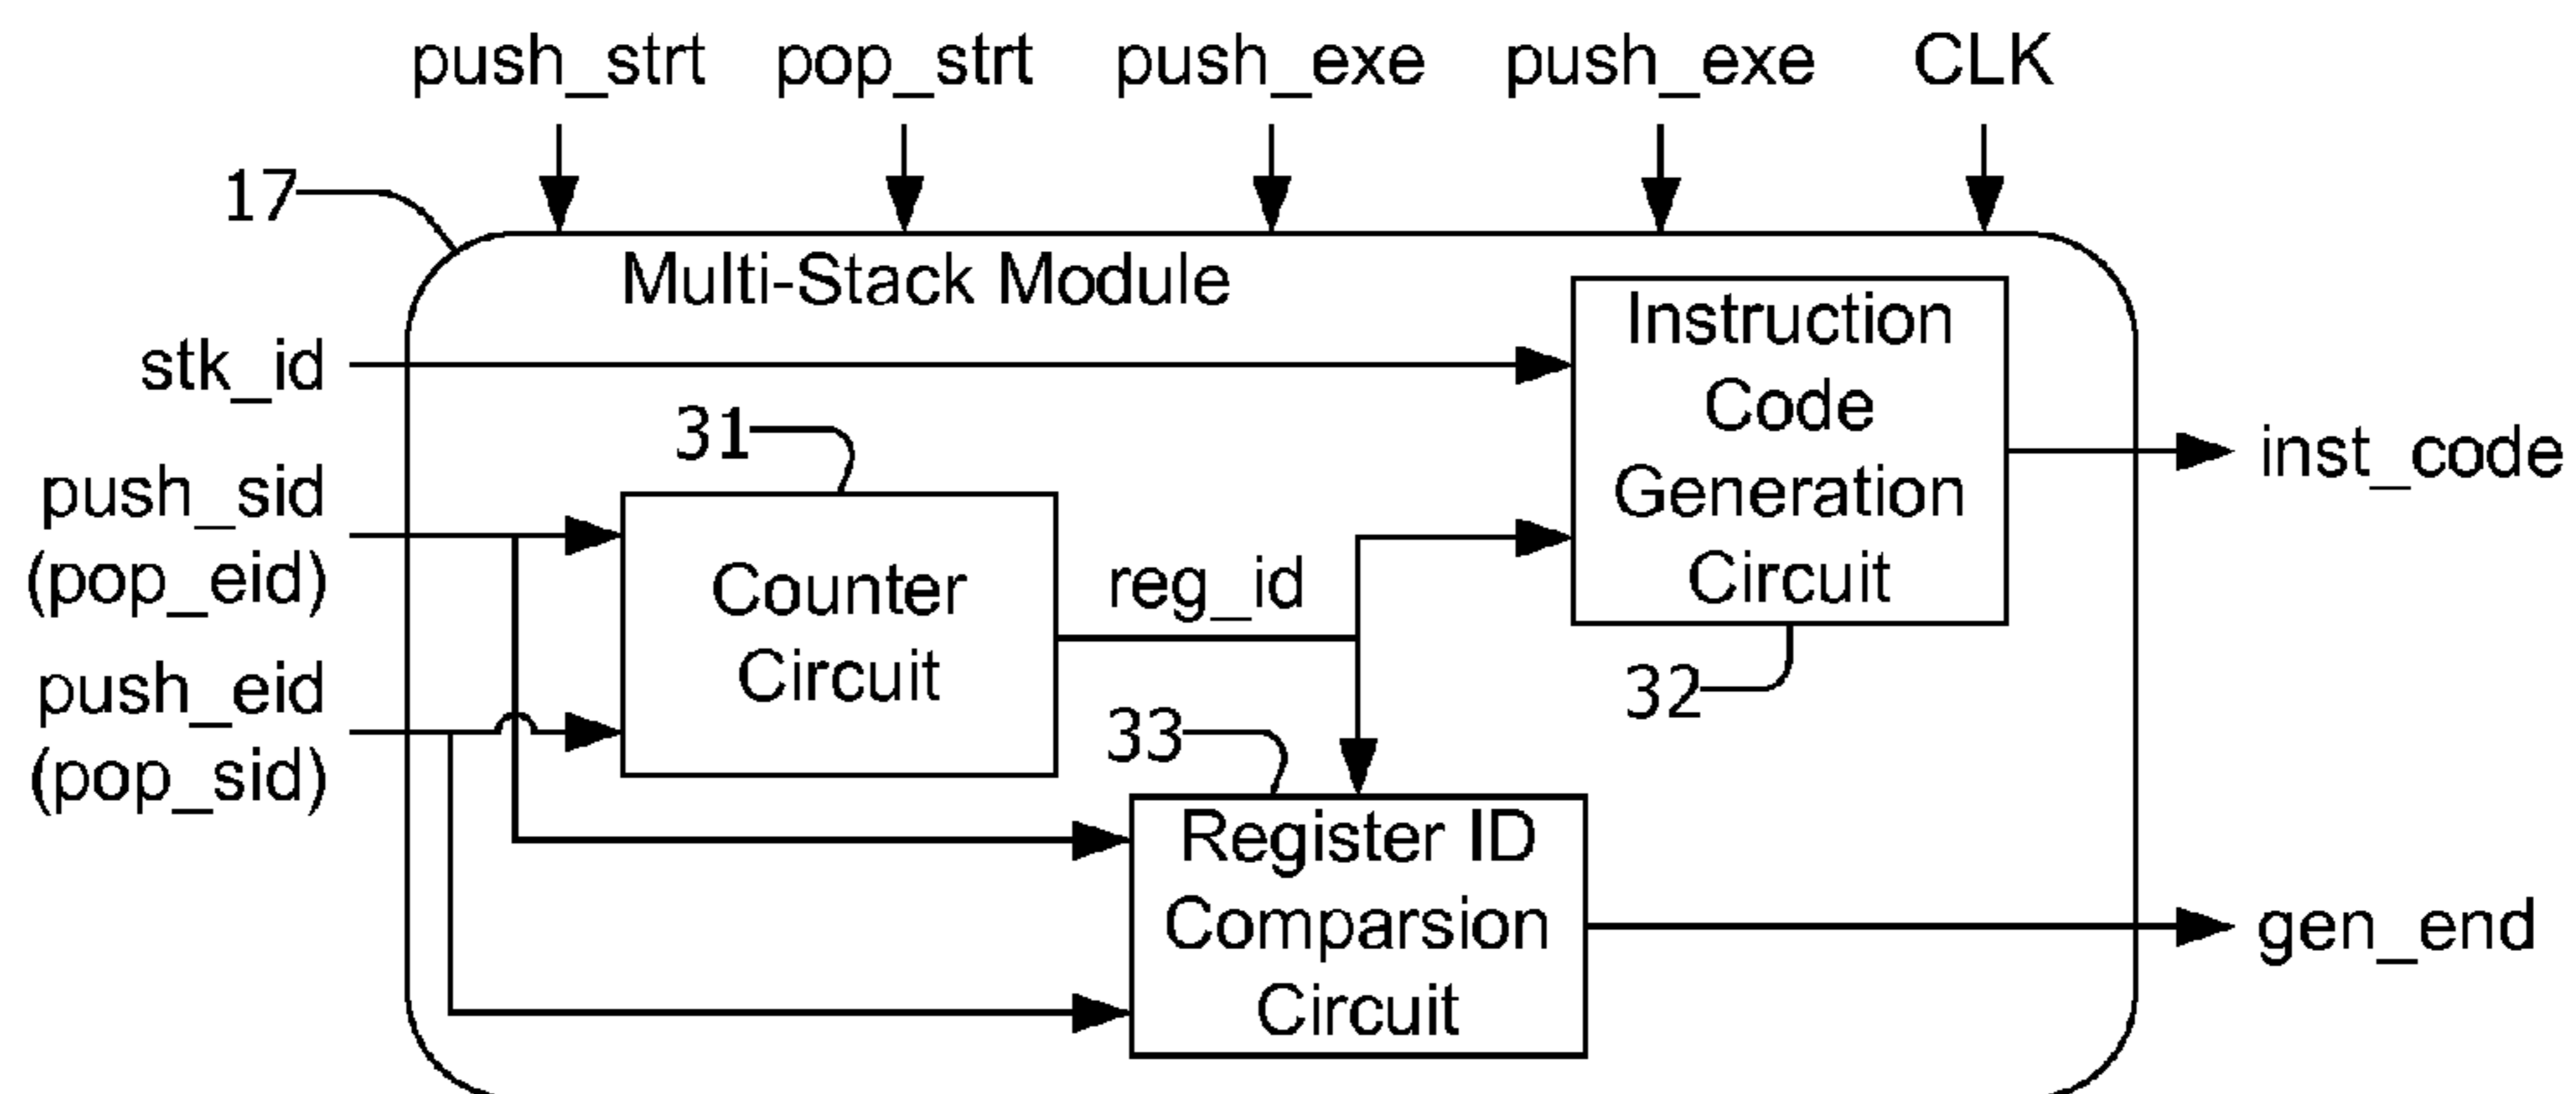 push_strt pop_strt push_exe push_exe CLK
17
Multi-Stack Module
stk_id
Instruction
Code
Generation
Circuit
32
inst_code
31
push_sid
(pop_eid)
push_eid
(pop_sid)
Counter
Circuit
reg_id
33
Register ID
Comparsion
Circuit
gen_end